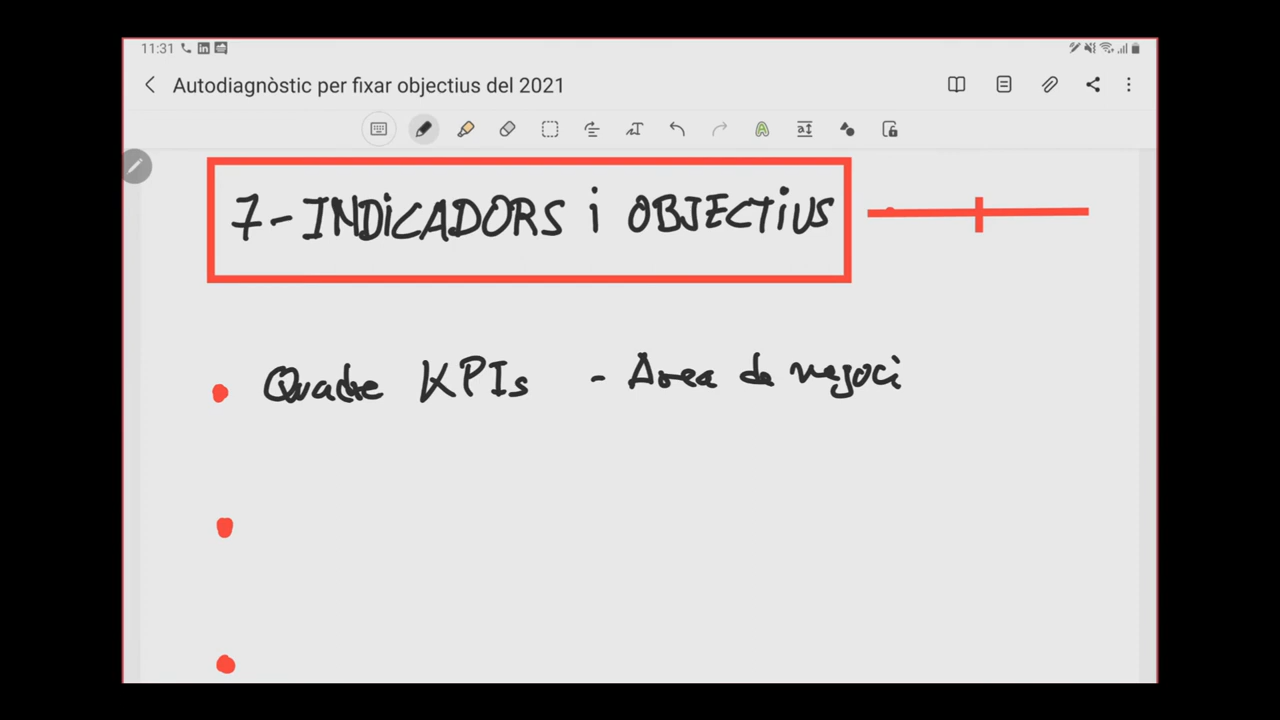 11:31
Autodiagnòstic per fixar objectius del 2021
7-INDiCADORS i OBJECTiUS
Quadre KPIs - Àrea de negoci